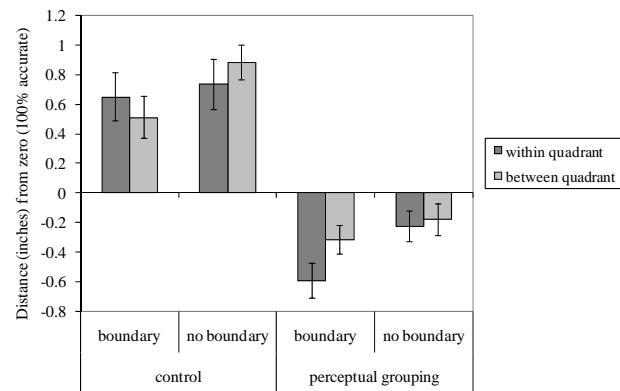 Distance (inches) from zero (100% accurate)
1.2
1
0.8
0.6
0.4
0.2
0
-0.2
-0.4
-0.6
-0.8
boundary no boundary boundary no boundary
control perceptual grouping
within quadrant
between quadrant